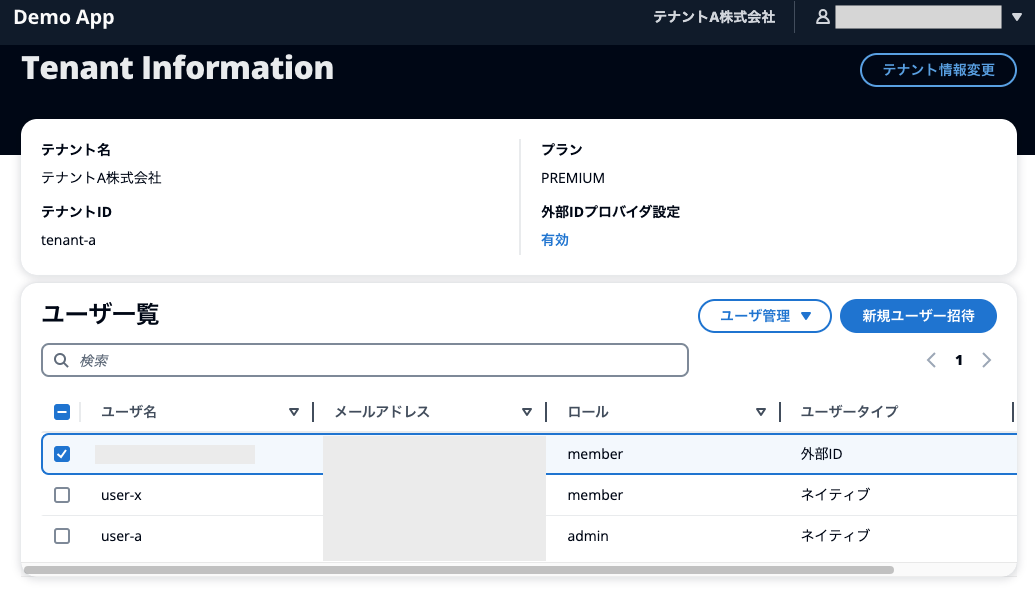 Demo App
テナントA株式会社
Tenant Information
テナント情報変更
テナント名
テナントA株式会社
テナントID
tenant-a
プラン
PREMIUM
外部IDプロバイダ設定
有効
ユーザ一覧
ユーザ管理
新規ユーザー招待
検索
1
ユーザ名 メールアドレス ロール ユーザータイプ
member 外部ID
user-x member ネイティブ
user-a admin ネイティブ